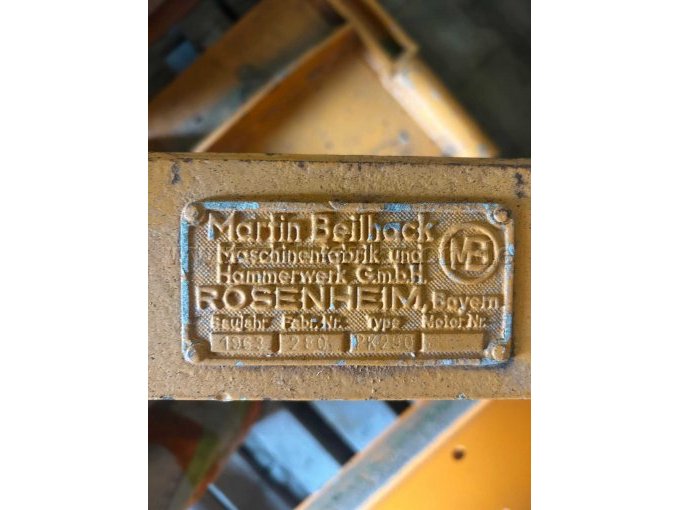 Martin Beilhack
Maschinenfabrik und
Hammerwerk G.m.b.H.
MB
ROSENHEIM, Bayern
Baujahr Fabr. Nr. Type Motor Nr.
1963 280 PK250